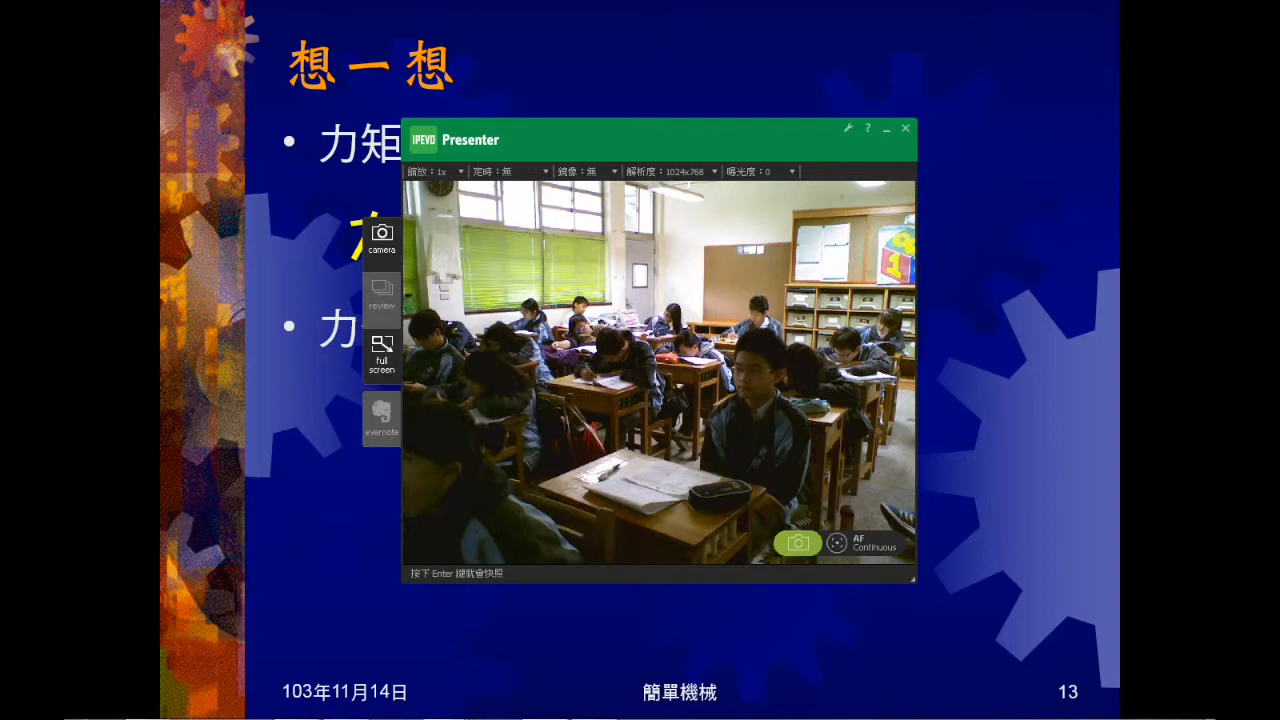 想一想
• 力矩
• 力
IPEVO Presenter
縮放：1x 定時：無 鏡像：無 解析度：1024x768 曝光度：0
camera
review
full
screen
evernote
AF
Continuous
按下 Enter 鍵就會快照
103年11月14日 簡單機械 13